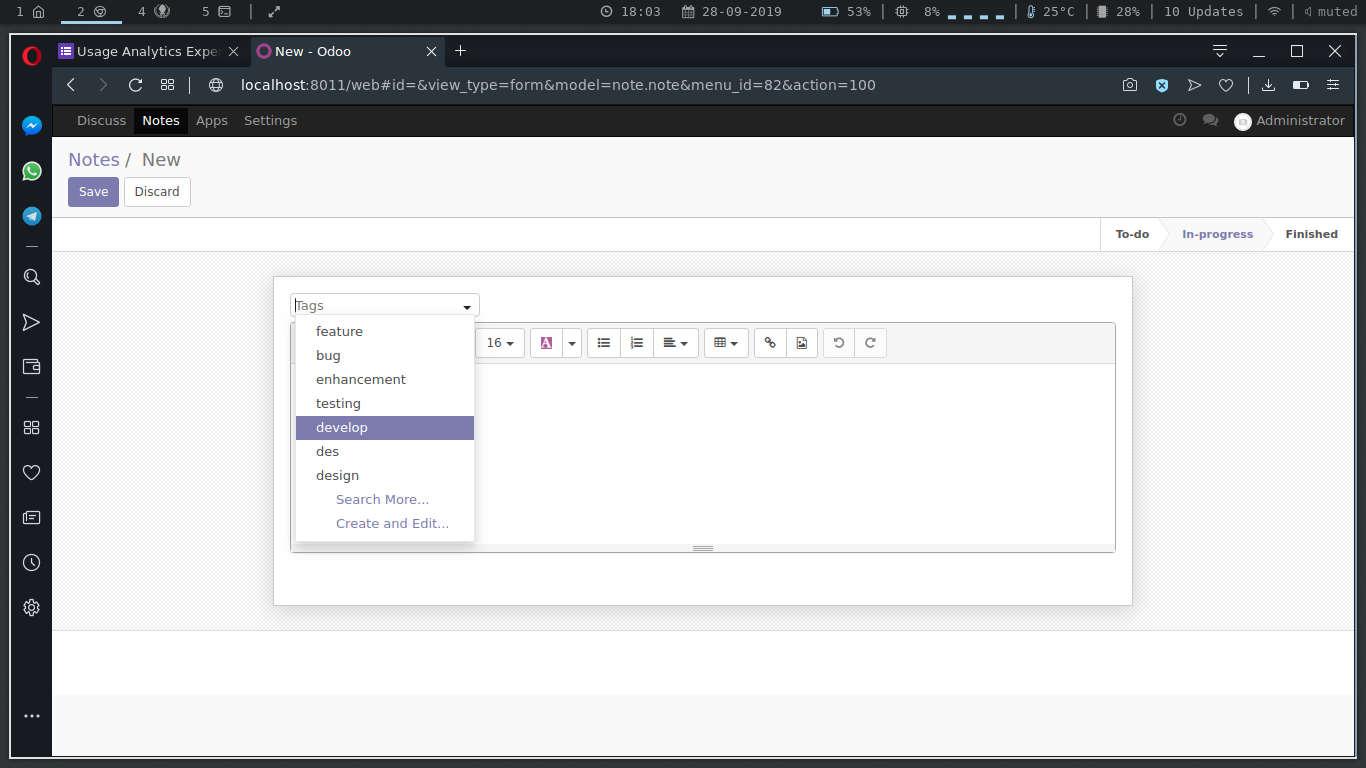 1 2 4 5 18:03 28-09-2019 53% 8% 25°C 28% 10 Updates muted
Usage Analytics Expe New - Odoo
localhost:8011/web#id=&view_type=form&model=note.note&menu_id=82&action=100
Discuss Notes Apps Settings Administrator
Notes / New
Save Discard
To-do In-progress Finished
Tags
feature
16 A
bug
enhancement
testing
develop
des
design
Search More...
Create and Edit...